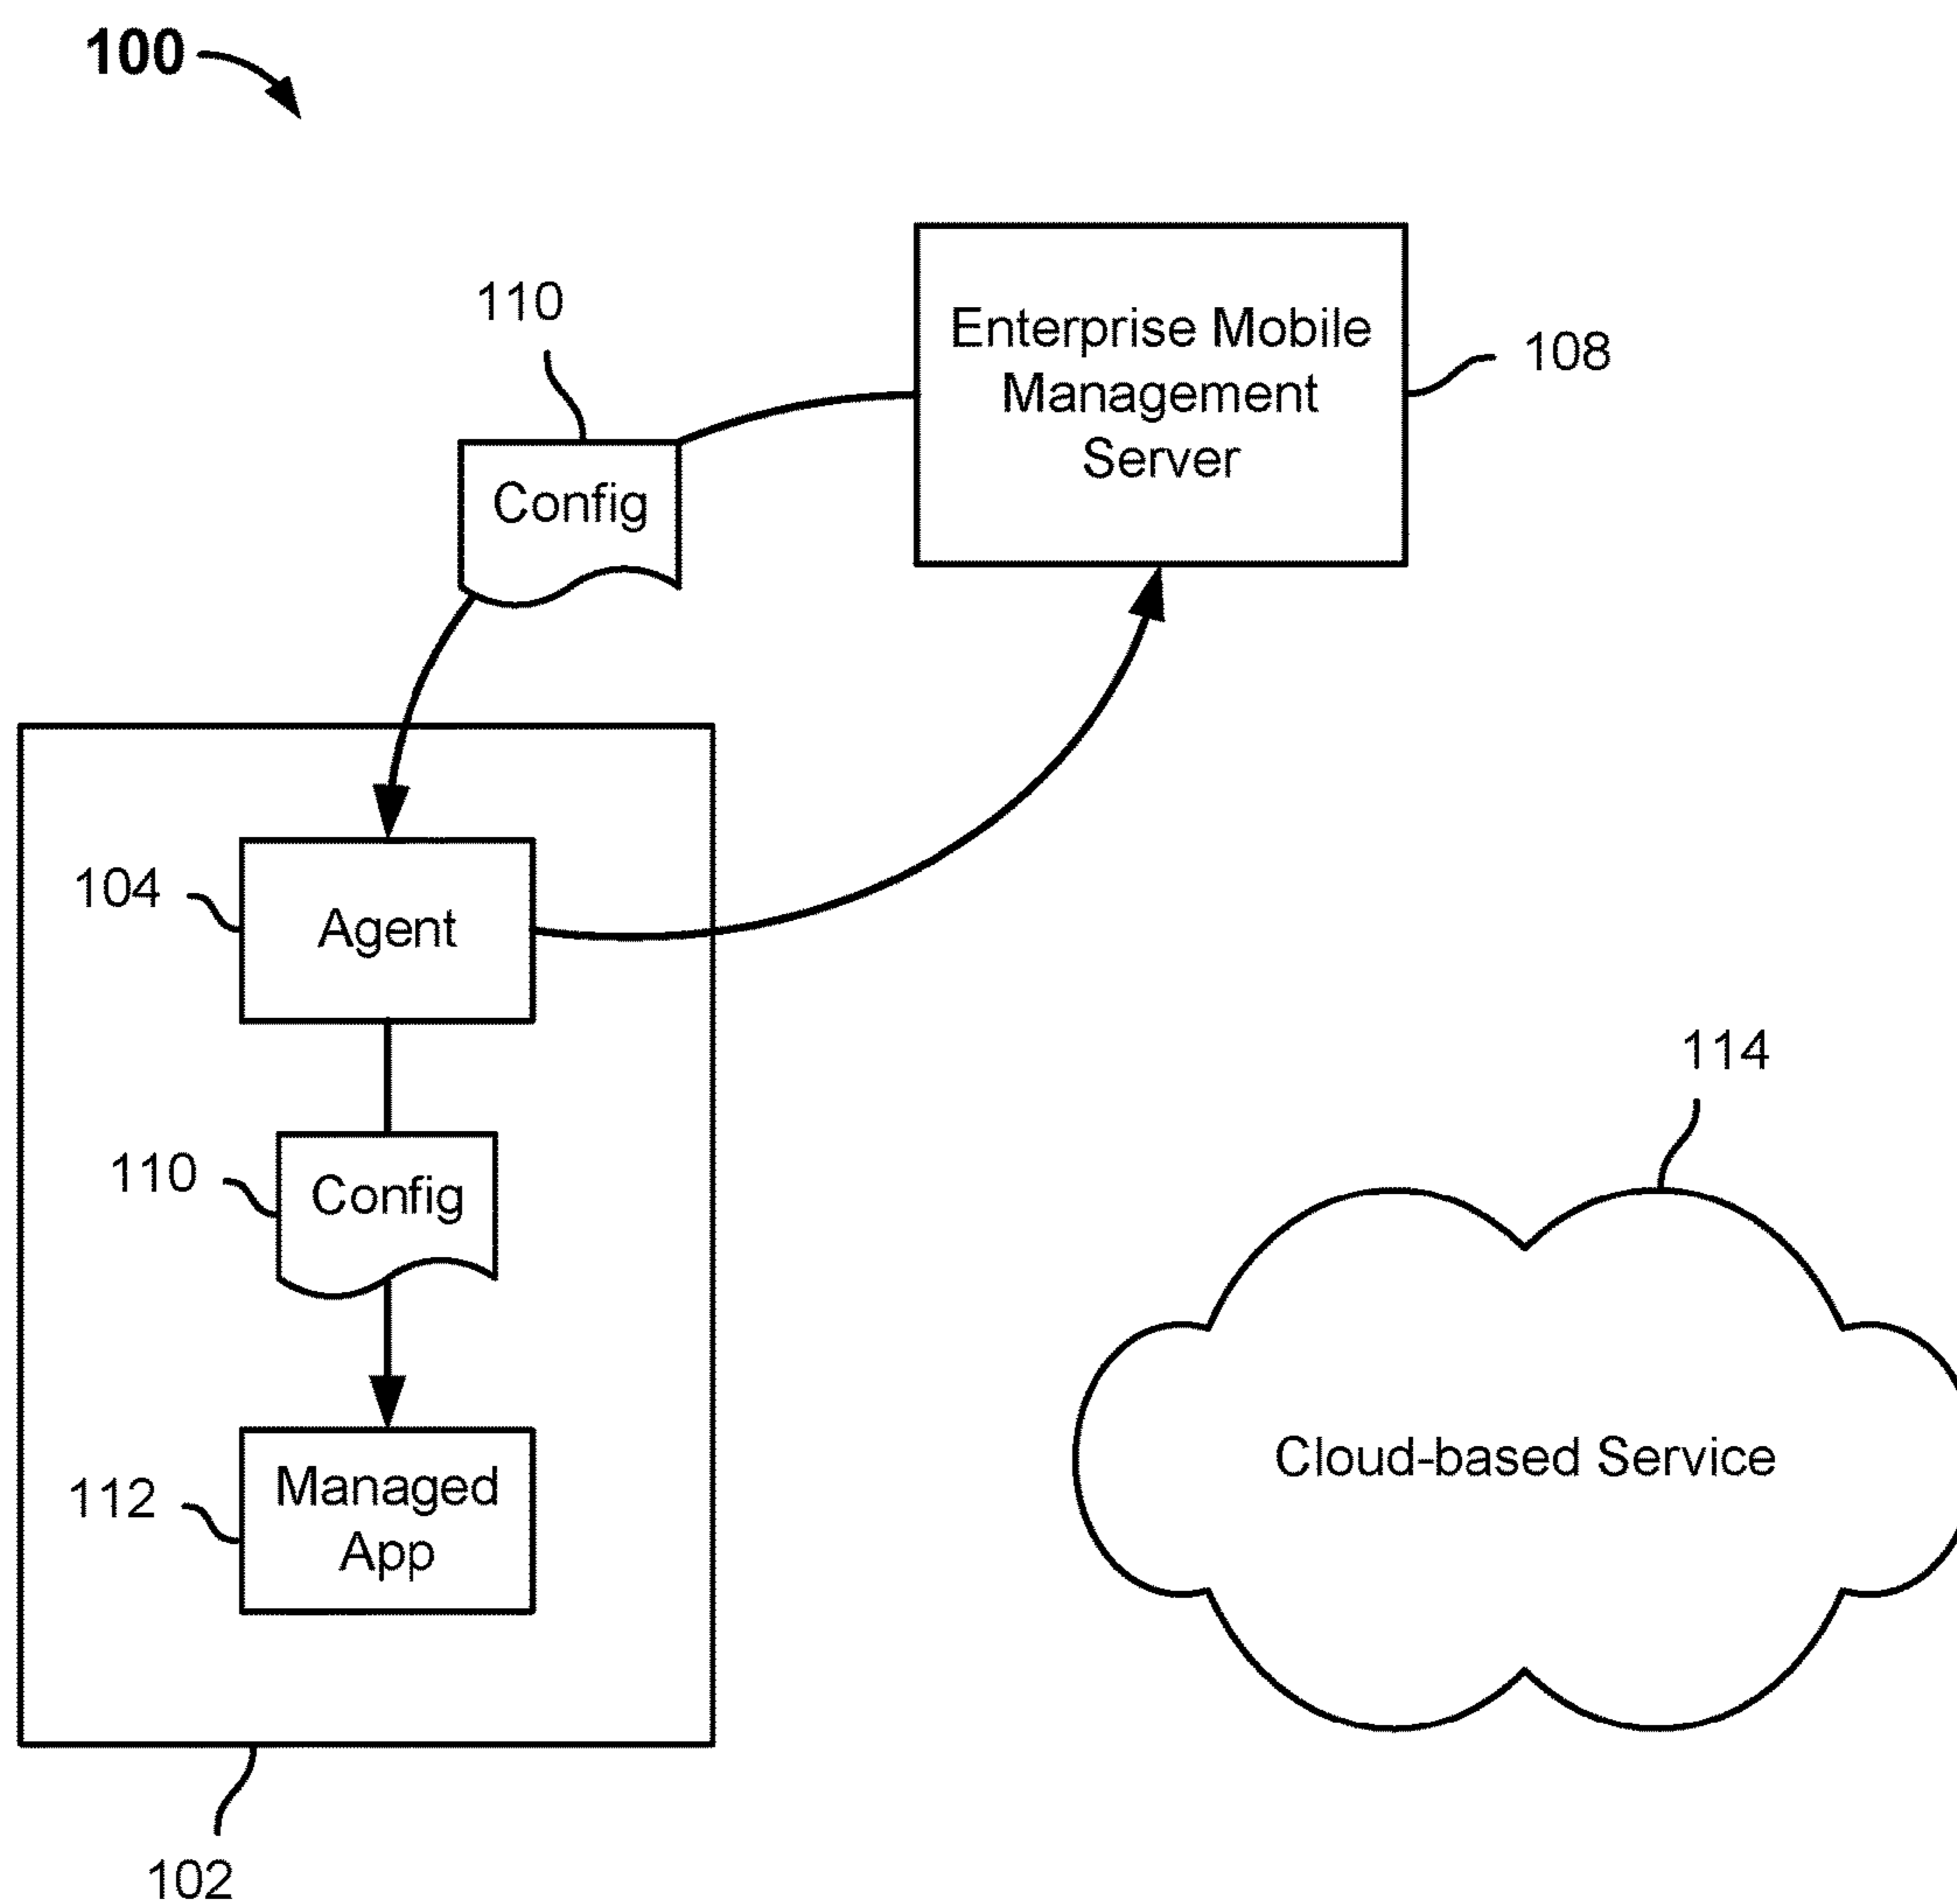 100
110
Enterprise Mobile
Management
Server
108
Config
104
Agent
114
110
Config
Cloud-based Service
112
Managed
App
102